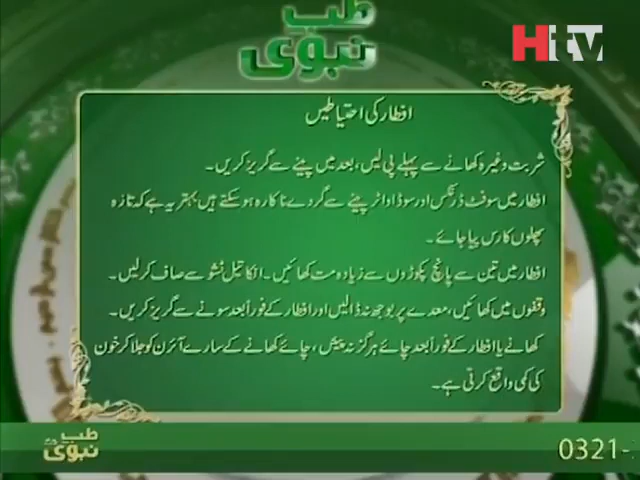 طب
نبوی
HTV
افطار کی احتیاطیں
شربت وغیرہ کھانے سے پہلے پی لیں، بعد میں پینے سے گریز کریں۔
افطار میں سوفٹ ڈرنکس اور سوڈا واٹر پینے سے گردے ناکارہ ہو سکتے ہیں بہتر یہ ہے کہ تازہ
پھلوں کا رس پیا جائے۔
افطار میں تین سے پانچ پکوڑوں سے زیادہ مت کھائیں۔ انکا تیل ٹشو سے صاف کر لیں۔
وقفوں میں کھائیں، معدے پر بوجھ نہ ڈالیں اور افطار کے فوراً بعد سونے سے گریز کریں۔
کھانے یا افطار کے فوراً بعد چائے ہرگز نہ پیئں، چائے کھانے کے سارے آئرن کو جلا کر خون
کی کمی واقع کرتی ہے۔
طب
نبوی
0321-